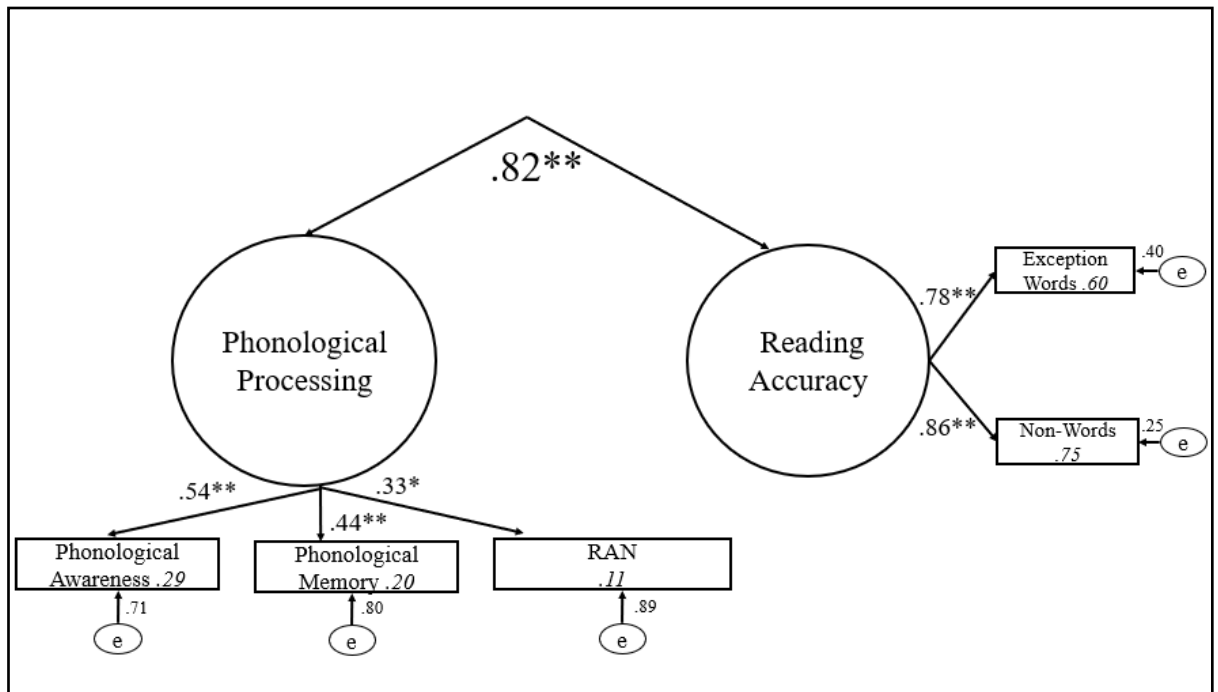 .82**
Phonological
Processing
Reading
Accuracy
.78**
.86**
Exception
Words .60
.40
e
Non-Words
.75
.25
e
.54**
.44**
.33*
Phonological
Awareness .29
.71
e
Phonological
Memory .20
.80
e
RAN
.11
.89
e